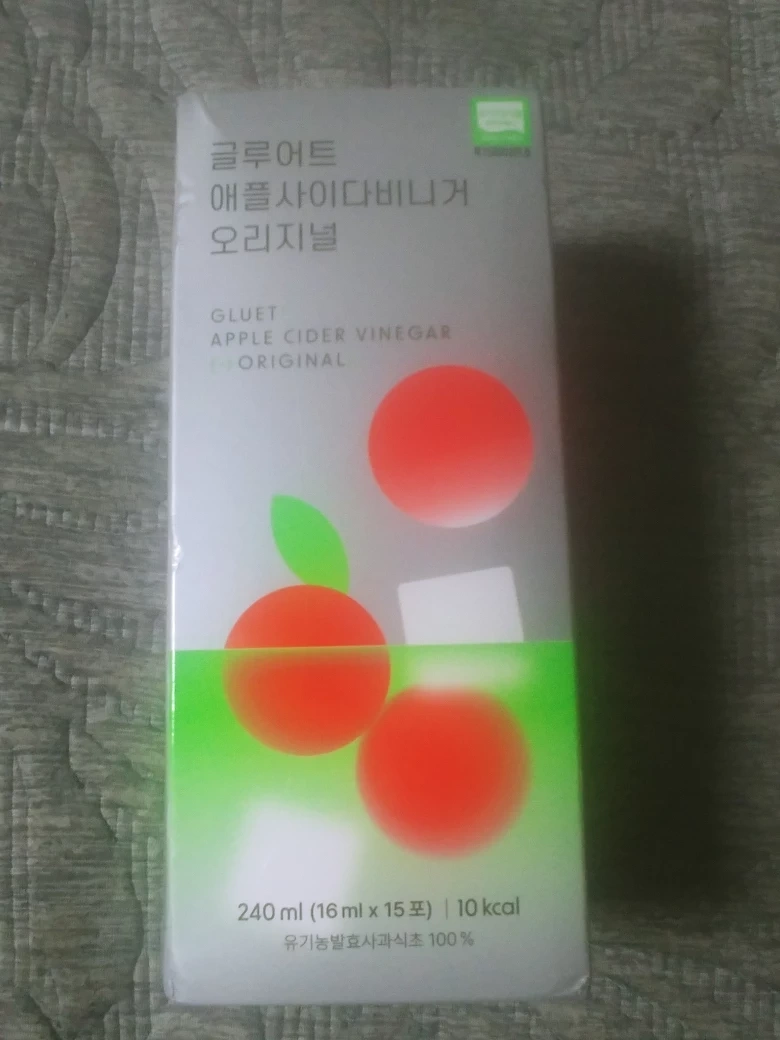 글루어트
애플사이다비니거
오리지널
GLUET
APPLE CIDER VINEGAR
ORIGINAL
240 ml (16 ml x 15 포) | 10 kcal
유기농발효사과식초 100 %